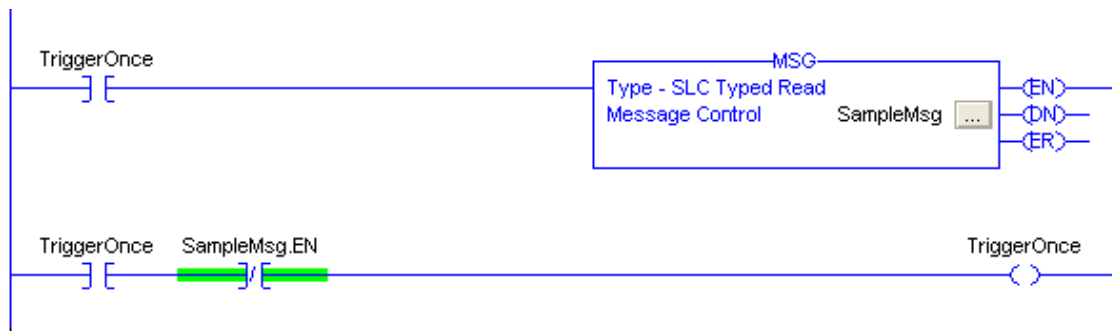 TriggerOnce
MSG
Type - SLC Typed Read
Message Control SampleMsg ...
EN
DN
ER
TriggerOnce SampleMsg.EN TriggerOnce